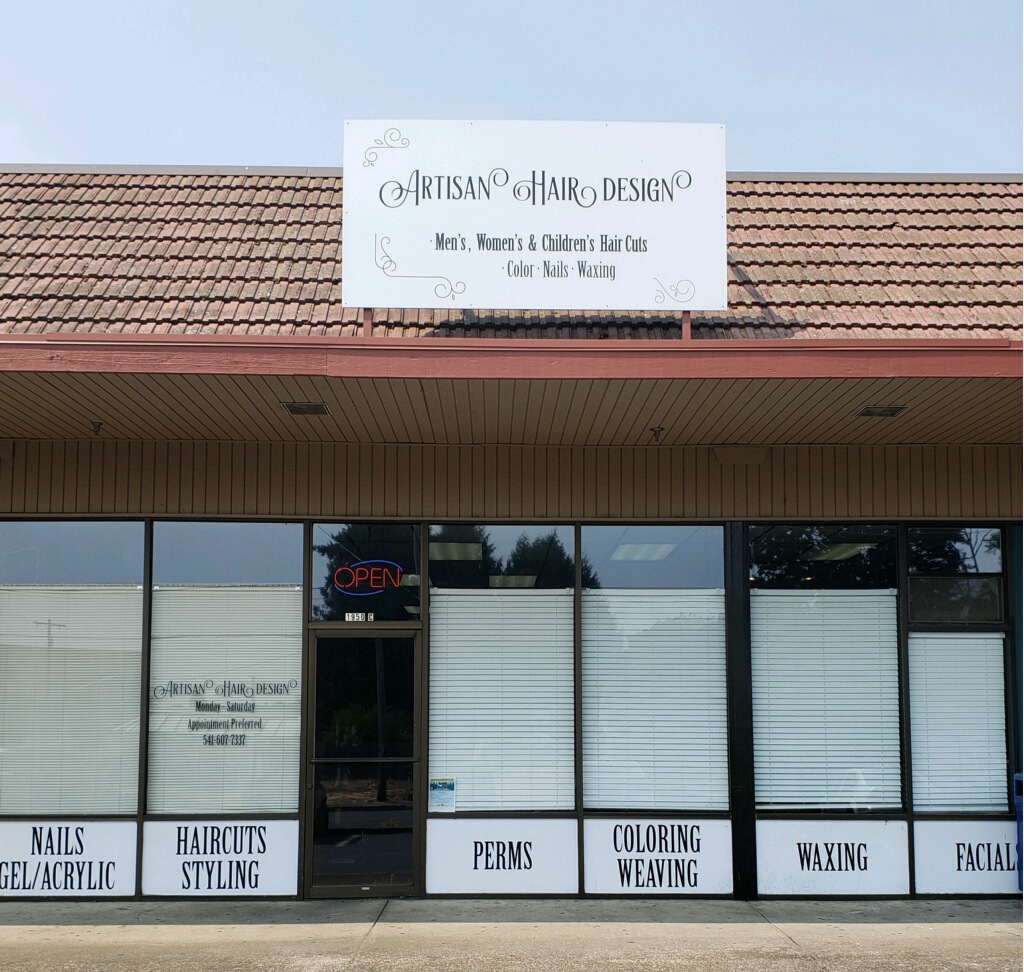 ARTISAN HAIR DESIGN
·Men's, Women's & Children's Hair Cuts
·Color·Nails·Waxing
OPEN
1950 C
ARTISAN HAIR DESIGN
Monday-Saturday
Appointment Preferred
541-607-7337
NAILS
GEL/ACRYLIC
HAIRCUTS
STYLING
PERMS
COLORING
WEAVING
WAXING
FACIALS